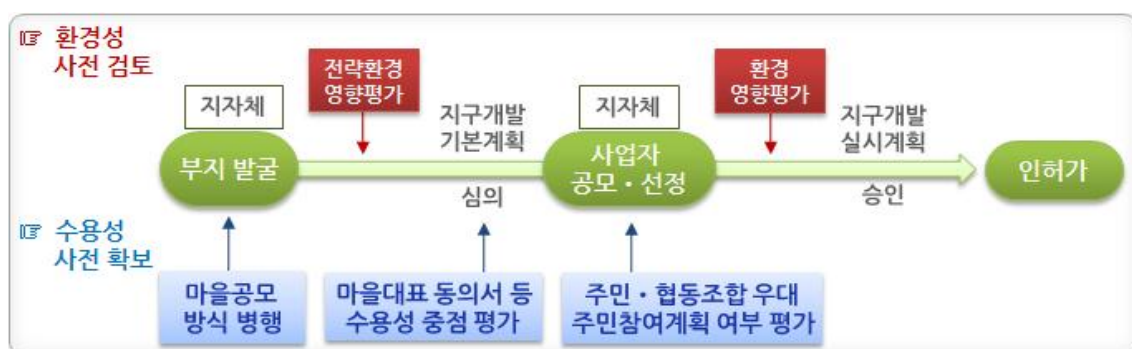 ☞ 환경성
사전 검토
전략환경
영향평가
환경
영향평가
지자체
지구개발
기본계획
지자체
지구개발
실시계획
부지 발굴
사업자
공모・선정
인허가
심의
승인
☞ 수용성
사전 확보
마을공모
방식 병행
마을대표 동의서 등
수용성 중점 평가
주민・협동조합 우대
주민참여계획 여부 평가